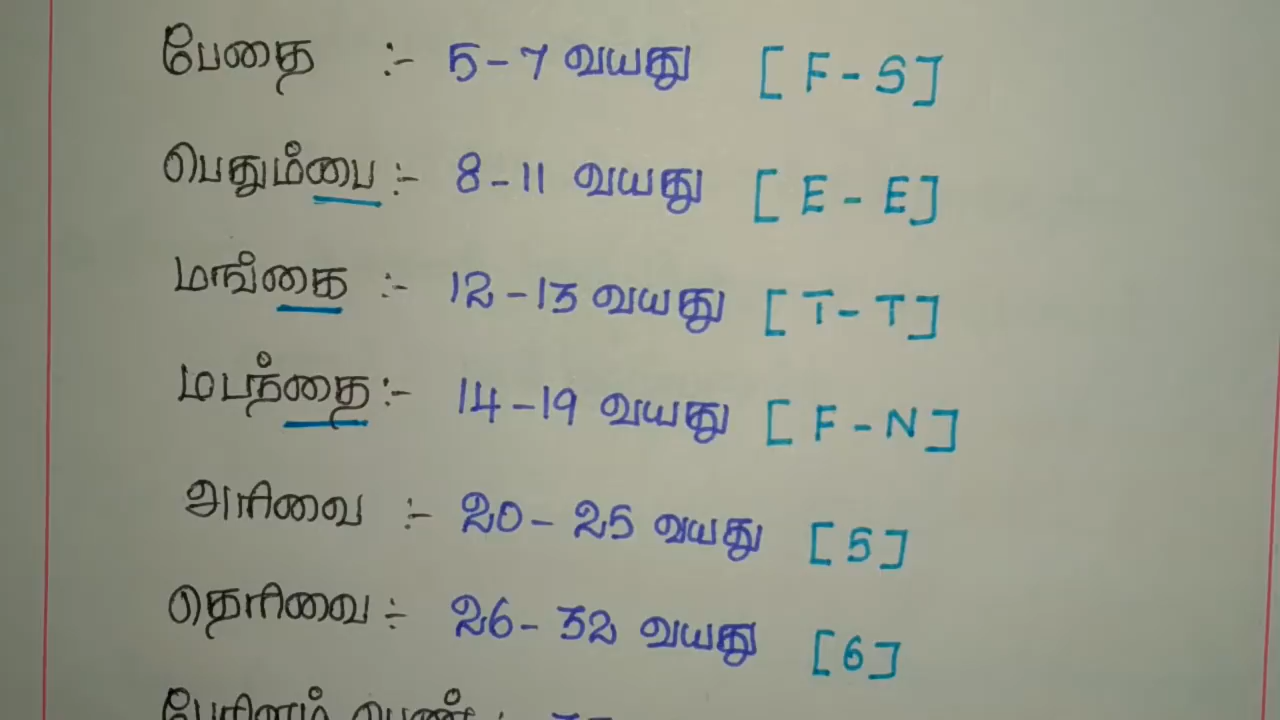 பேதை :- 5-7 வயது [F-S]
பெதும்பை :- 8-11 வயது [E-E]
மங்கை :- 12-13 வயது [T-T]
மடந்தை :- 14-19 வயது [F-N]
அரிவை :- 20-25 வயது [5]
தெரிவை :- 26-32 வயது [6]